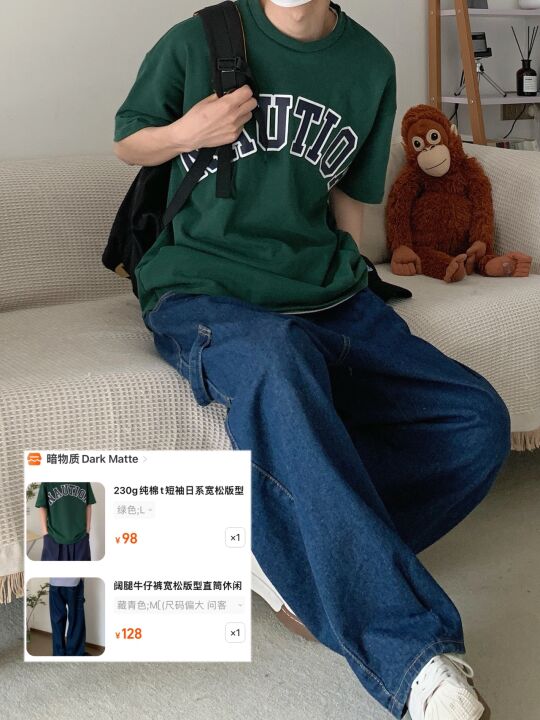 NAUTIO
暗物质 Dark Matte
NAUTION
230g纯棉t短袖日系宽松版型
绿色;L
¥98
×1
阔腿牛仔裤宽松版型直筒休闲
藏青色;M[(尺码偏大 问客
¥128
×1